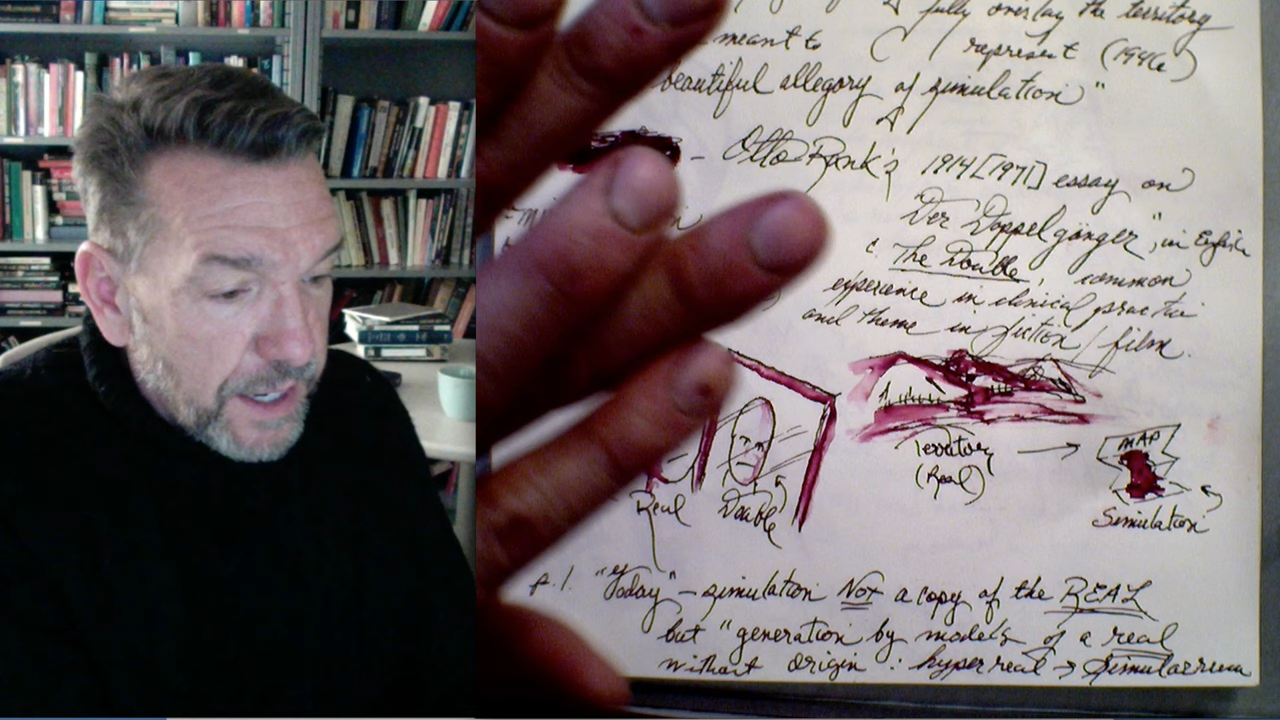 fully overlay the territory
meant to represent (1946)
beautiful allegory of simulation"
- Otto Rank's 1914 [1971] essay on
Der Doppelgänger", in English
c. The Double, common
experience in clinical practice
and theme in fiction / film.
MAP
Territory
(Real)
Real
Double
Simulation
p. 1. "Today" – simulation Not a copy of the REAL
but "generation by models of a real
without origin : hyperreal → Simulacrum